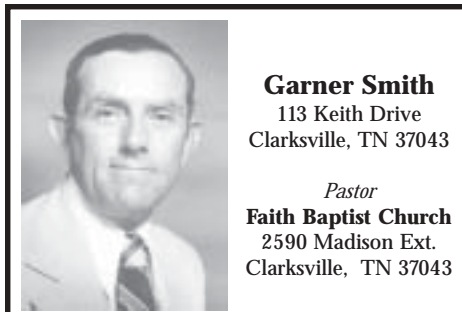 Garner Smith
113 Keith Drive
Clarksville, TN 37043
Pastor
Faith Baptist Church
2590 Madison Ext.
Clarksville, TN 37043